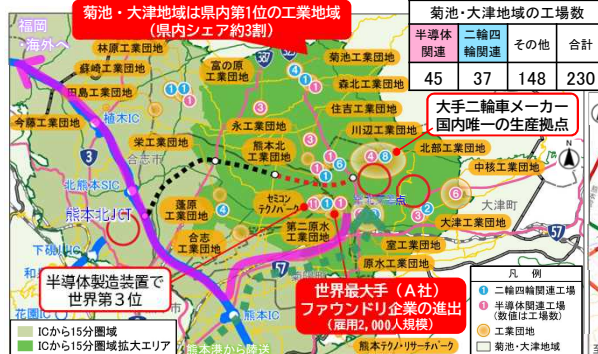 菊池・大津地域は県内第1位の工業地域
(県内シェア約3割)
菊池・大津地域の工場数
半導体
関連
二輪四
輪関連
その他
合計
45
37
148
230
福岡
・海外へ
林原工業団地
蘇崎工業団地
田島工業団地
今藤工業団地
植木IC
富の原
工業団地
菊池工業団地
森北工業団地
住吉工業団地
川辺工業団地
大手二輪車メーカー
国内唯一の生産拠点
永工業団地
栄工業団地
合志市
熊本北
工業団地
北部工業団地
中核工業団地
北熊本SIC
熊本北JCT
蓬原
工業団地
セミコン
テクノパーク
大津町
合志
工業団地
第二原水
工業団地
大津工業団地
室工業団地
原水工業団地
下硲川IC
花園IC
半導体製造装置で
世界第3位
世界最大手(A社)
ファウンドリ企業の進出
(雇用2,000人規模)
熊本IC
熊本港から陸送
熊本テクノ・リサーチパーク
ICから15分圏域
ICから15分圏域拡大エリア
凡例
二輪四輪関連工場
半導体関連工場
(数値は工場数)
工業団地
菊池・大津地域
3
387
325
57